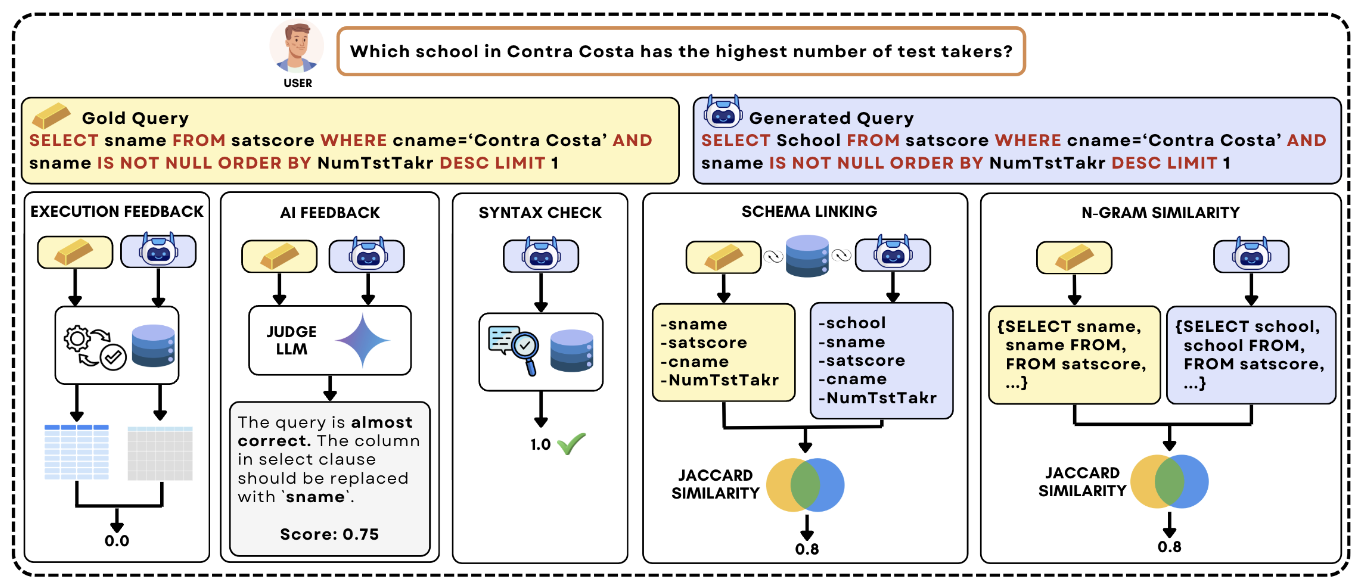 Which school in Contra Costa has the highest number of test takers?
USER
Gold Query
SELECT sname FROM satscore WHERE cname=‘Contra Costa’ AND
sname IS NOT NULL ORDER BY NumTstTakr DESC LIMIT 1
Generated Query
SELECT School FROM satscore WHERE cname=‘Contra Costa’ AND
sname IS NOT NULL ORDER BY NumTstTakr DESC LIMIT 1
EXECUTION FEEDBACK
0.0
AI FEEDBACK
JUDGE
LLM
The query is almost
correct. The column
in select clause
should be replaced
with `sname`.
Score: 0.75
SYNTAX CHECK
1.0
SCHEMA LINKING
-sname
-satscore
-cname
-NumTstTakr
-school
-sname
-satscore
-cname
-NumTstTakr
JACCARD
SIMILARITY
0.8
N-GRAM SIMILARITY
{SELECT sname,
sname FROM,
FROM satscore,
...}
{SELECT school,
school FROM,
FROM satscore,
...}
JACCARD
SIMILARITY
0.8